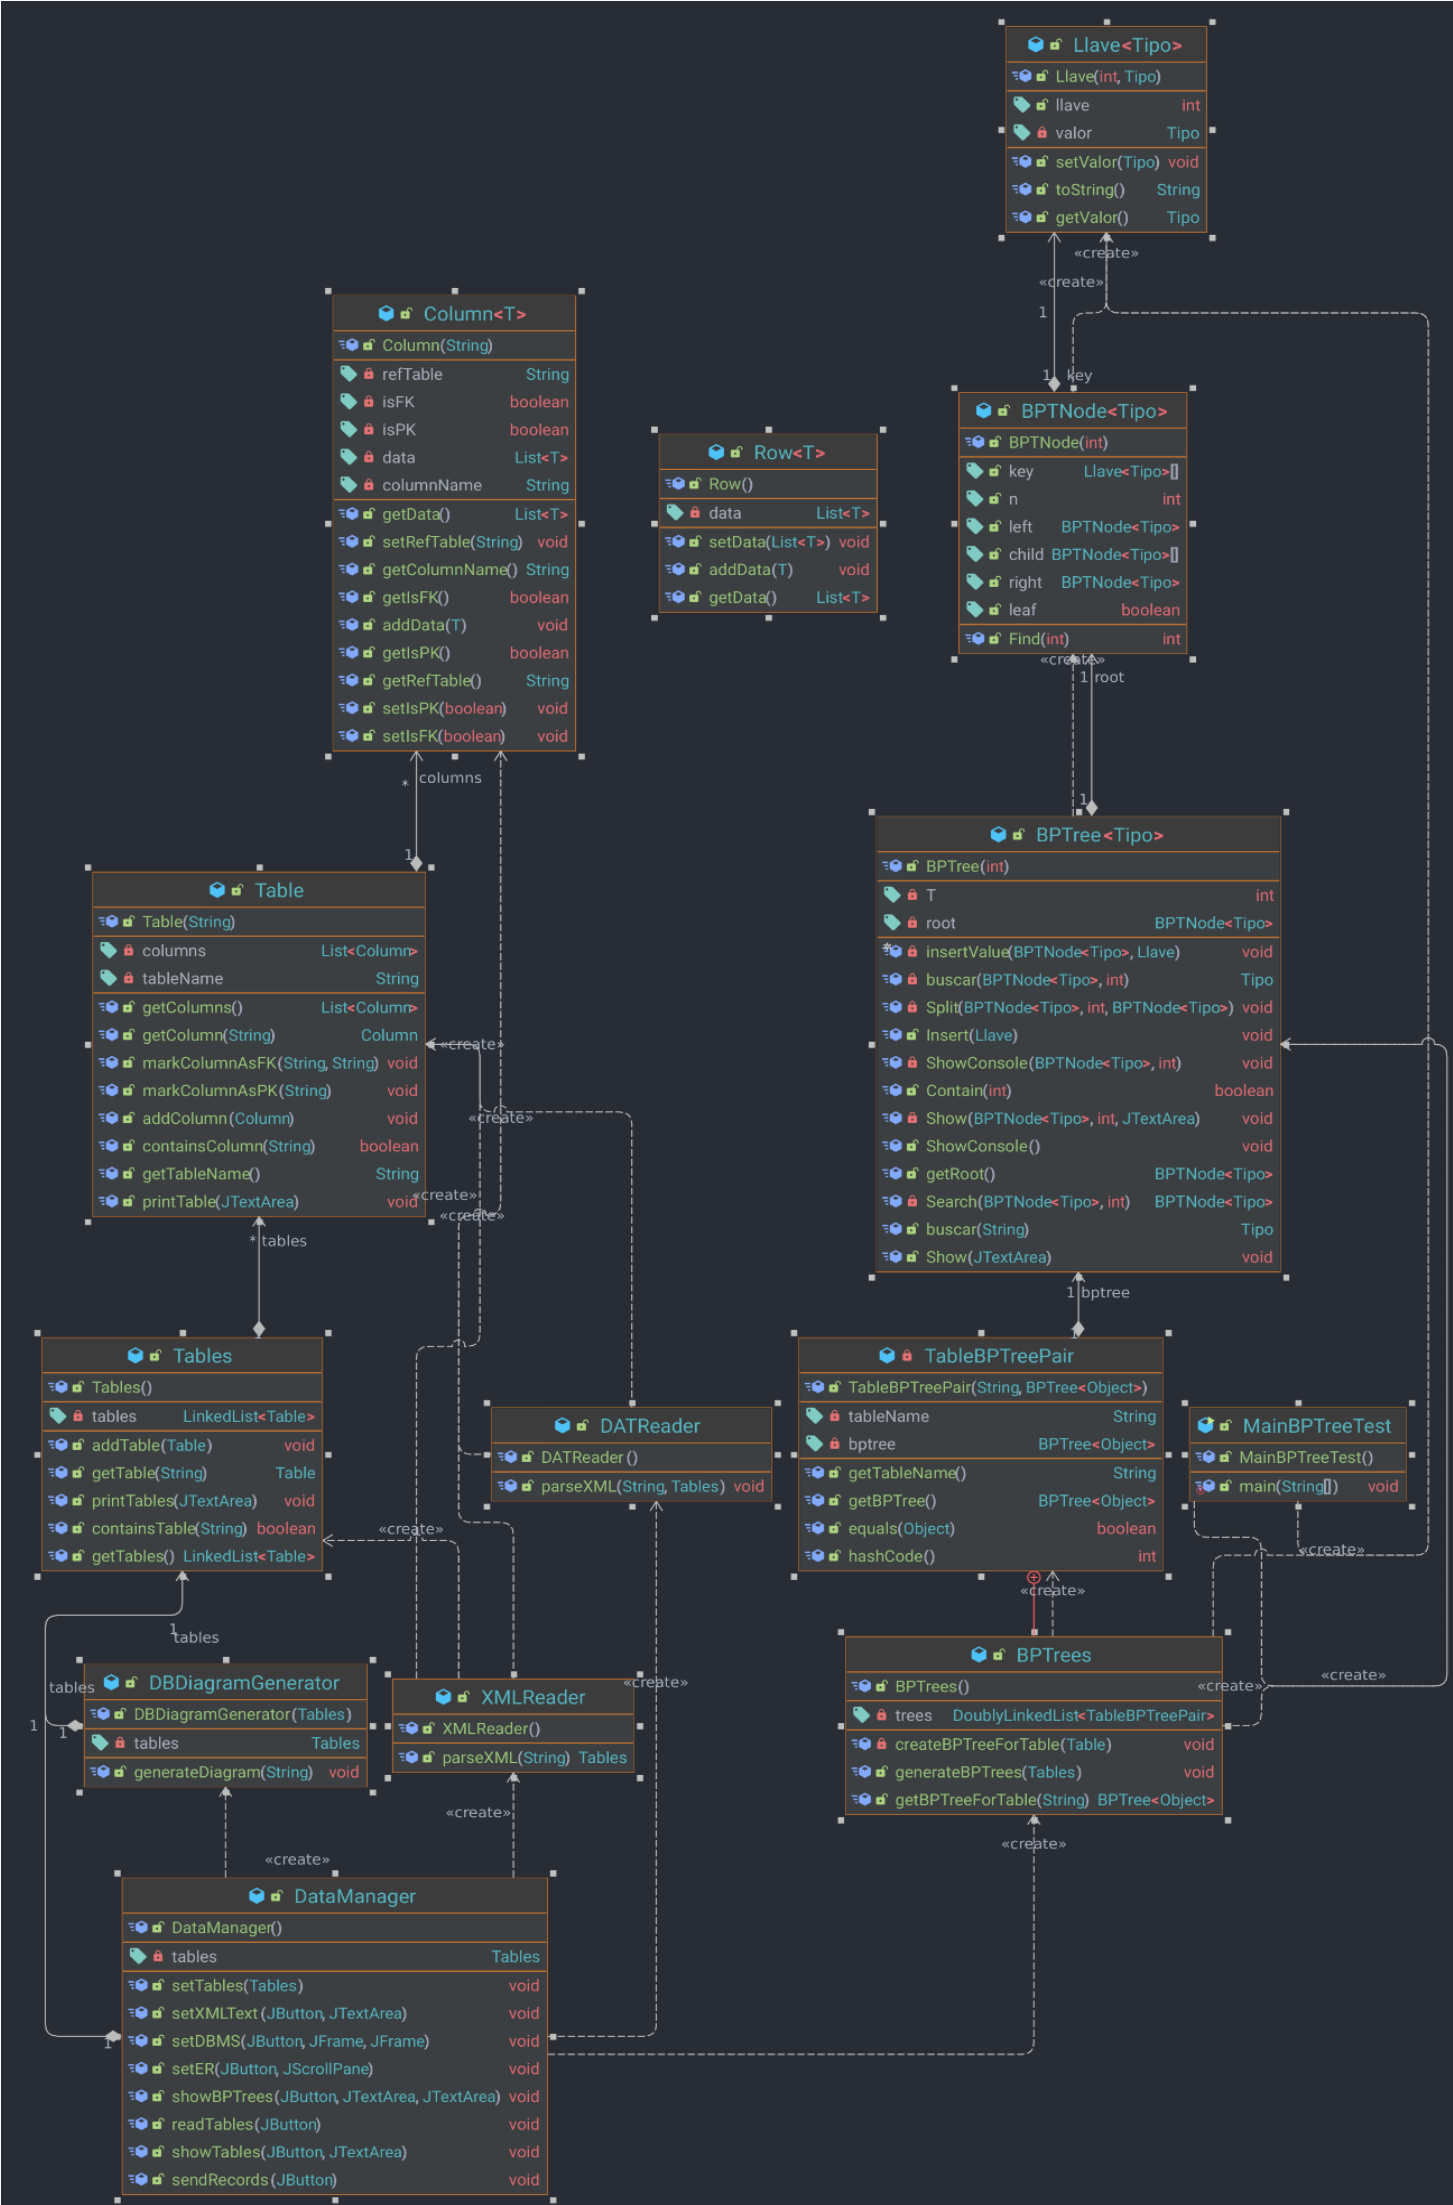 Llave<Tipo>
Llave(int, Tipo)
llave int
valor Tipo
setValor(Tipo) void
toString() String
getValor() Tipo
«create»
«create»
1
1 key
Column<T>
Column(String)
refTable String
isFK boolean
isPK boolean
data List<T>
columnName String
getData() List<T>
setRefTable(String) void
getColumnName() String
getIsFK() boolean
addData(T) void
getIsPK() boolean
getRefTable() String
setIsPK(boolean) void
setIsFK(boolean) void
* columns
1
Row<T>
Row()
data List<T>
setData(List<T>) void
addData(T) void
getData() List<T>
BPTNode<Tipo>
BPTNode(int)
key Llave<Tipo>[]
n int
left BPTNode<Tipo>
child BPTNode<Tipo>[]
right BPTNode<Tipo>
leaf boolean
Find(int) int
«create»
1 root
1
BPTree<Tipo>
BPTree(int)
T int
root BPTNode<Tipo>
insertValue(BPTNode<Tipo>, Llave) void
buscar(BPTNode<Tipo>, int) Tipo
Split(BPTNode<Tipo>, int, BPTNode<Tipo>) void
Insert(Llave) void
ShowConsole(BPTNode<Tipo>, int) void
Contain(int) boolean
Show(BPTNode<Tipo>, int, JTextArea) void
ShowConsole() void
getRoot() BPTNode<Tipo>
Search(BPTNode<Tipo>, int) BPTNode<Tipo>
buscar(String) Tipo
Show(JTextArea) void
1 bptree
1
Table
Table(String)
columns List<Column>
tableName String
getColumns() List<Column>
getColumn(String) Column
markColumnAsFK(String, String) void
markColumnAsPK(String) void
addColumn(Column) void
containsColumn(String) boolean
getTableName() String
printTable(JTextArea) void
«create»
«create»
«create»
«create»
* tables
1
Tables
Tables()
tables LinkedList<Table>
addTable(Table) void
getTable(String) Table
printTables(JTextArea) void
containsTable(String) boolean
getTables() LinkedList<Table>
«create»
1
tables
DATReader
DATReader()
parseXML(String, Tables) void
TableBPTreePair
TableBPTreePair(String, BPTree<Object>)
tableName String
bptree BPTree<Object>
getTableName() String
getBPTree() BPTree<Object>
equals(Object) boolean
hashCode() int
«create»
MainBPTreeTest
MainBPTreeTest()
main(String[]) void
«create»
DBDiagramGenerator
DBDiagramGenerator(Tables)
tables Tables
generateDiagram(String) void
tables
1
1
XMLReader
XMLReader()
parseXML(String) Tables
«create»
«create»
«create»
BPTrees
BPTrees()
trees DoublyLinkedList<TableBPTreePair>
createBPTreeForTable(Table) void
generateBPTrees(Tables) void
getBPTreeForTable(String) BPTree<Object>
«create»
«create»
«create»
DataManager
DataManager()
tables Tables
setTables(Tables) void
setXMLText(JButton, JTextArea) void
setDBMS(JButton, JFrame, JFrame) void
setER(JButton, JScrollPane) void
showBPTrees(JButton, JTextArea, JTextArea) void
readTables(JButton) void
showTables(JButton, JTextArea) void
sendRecords(JButton) void
1